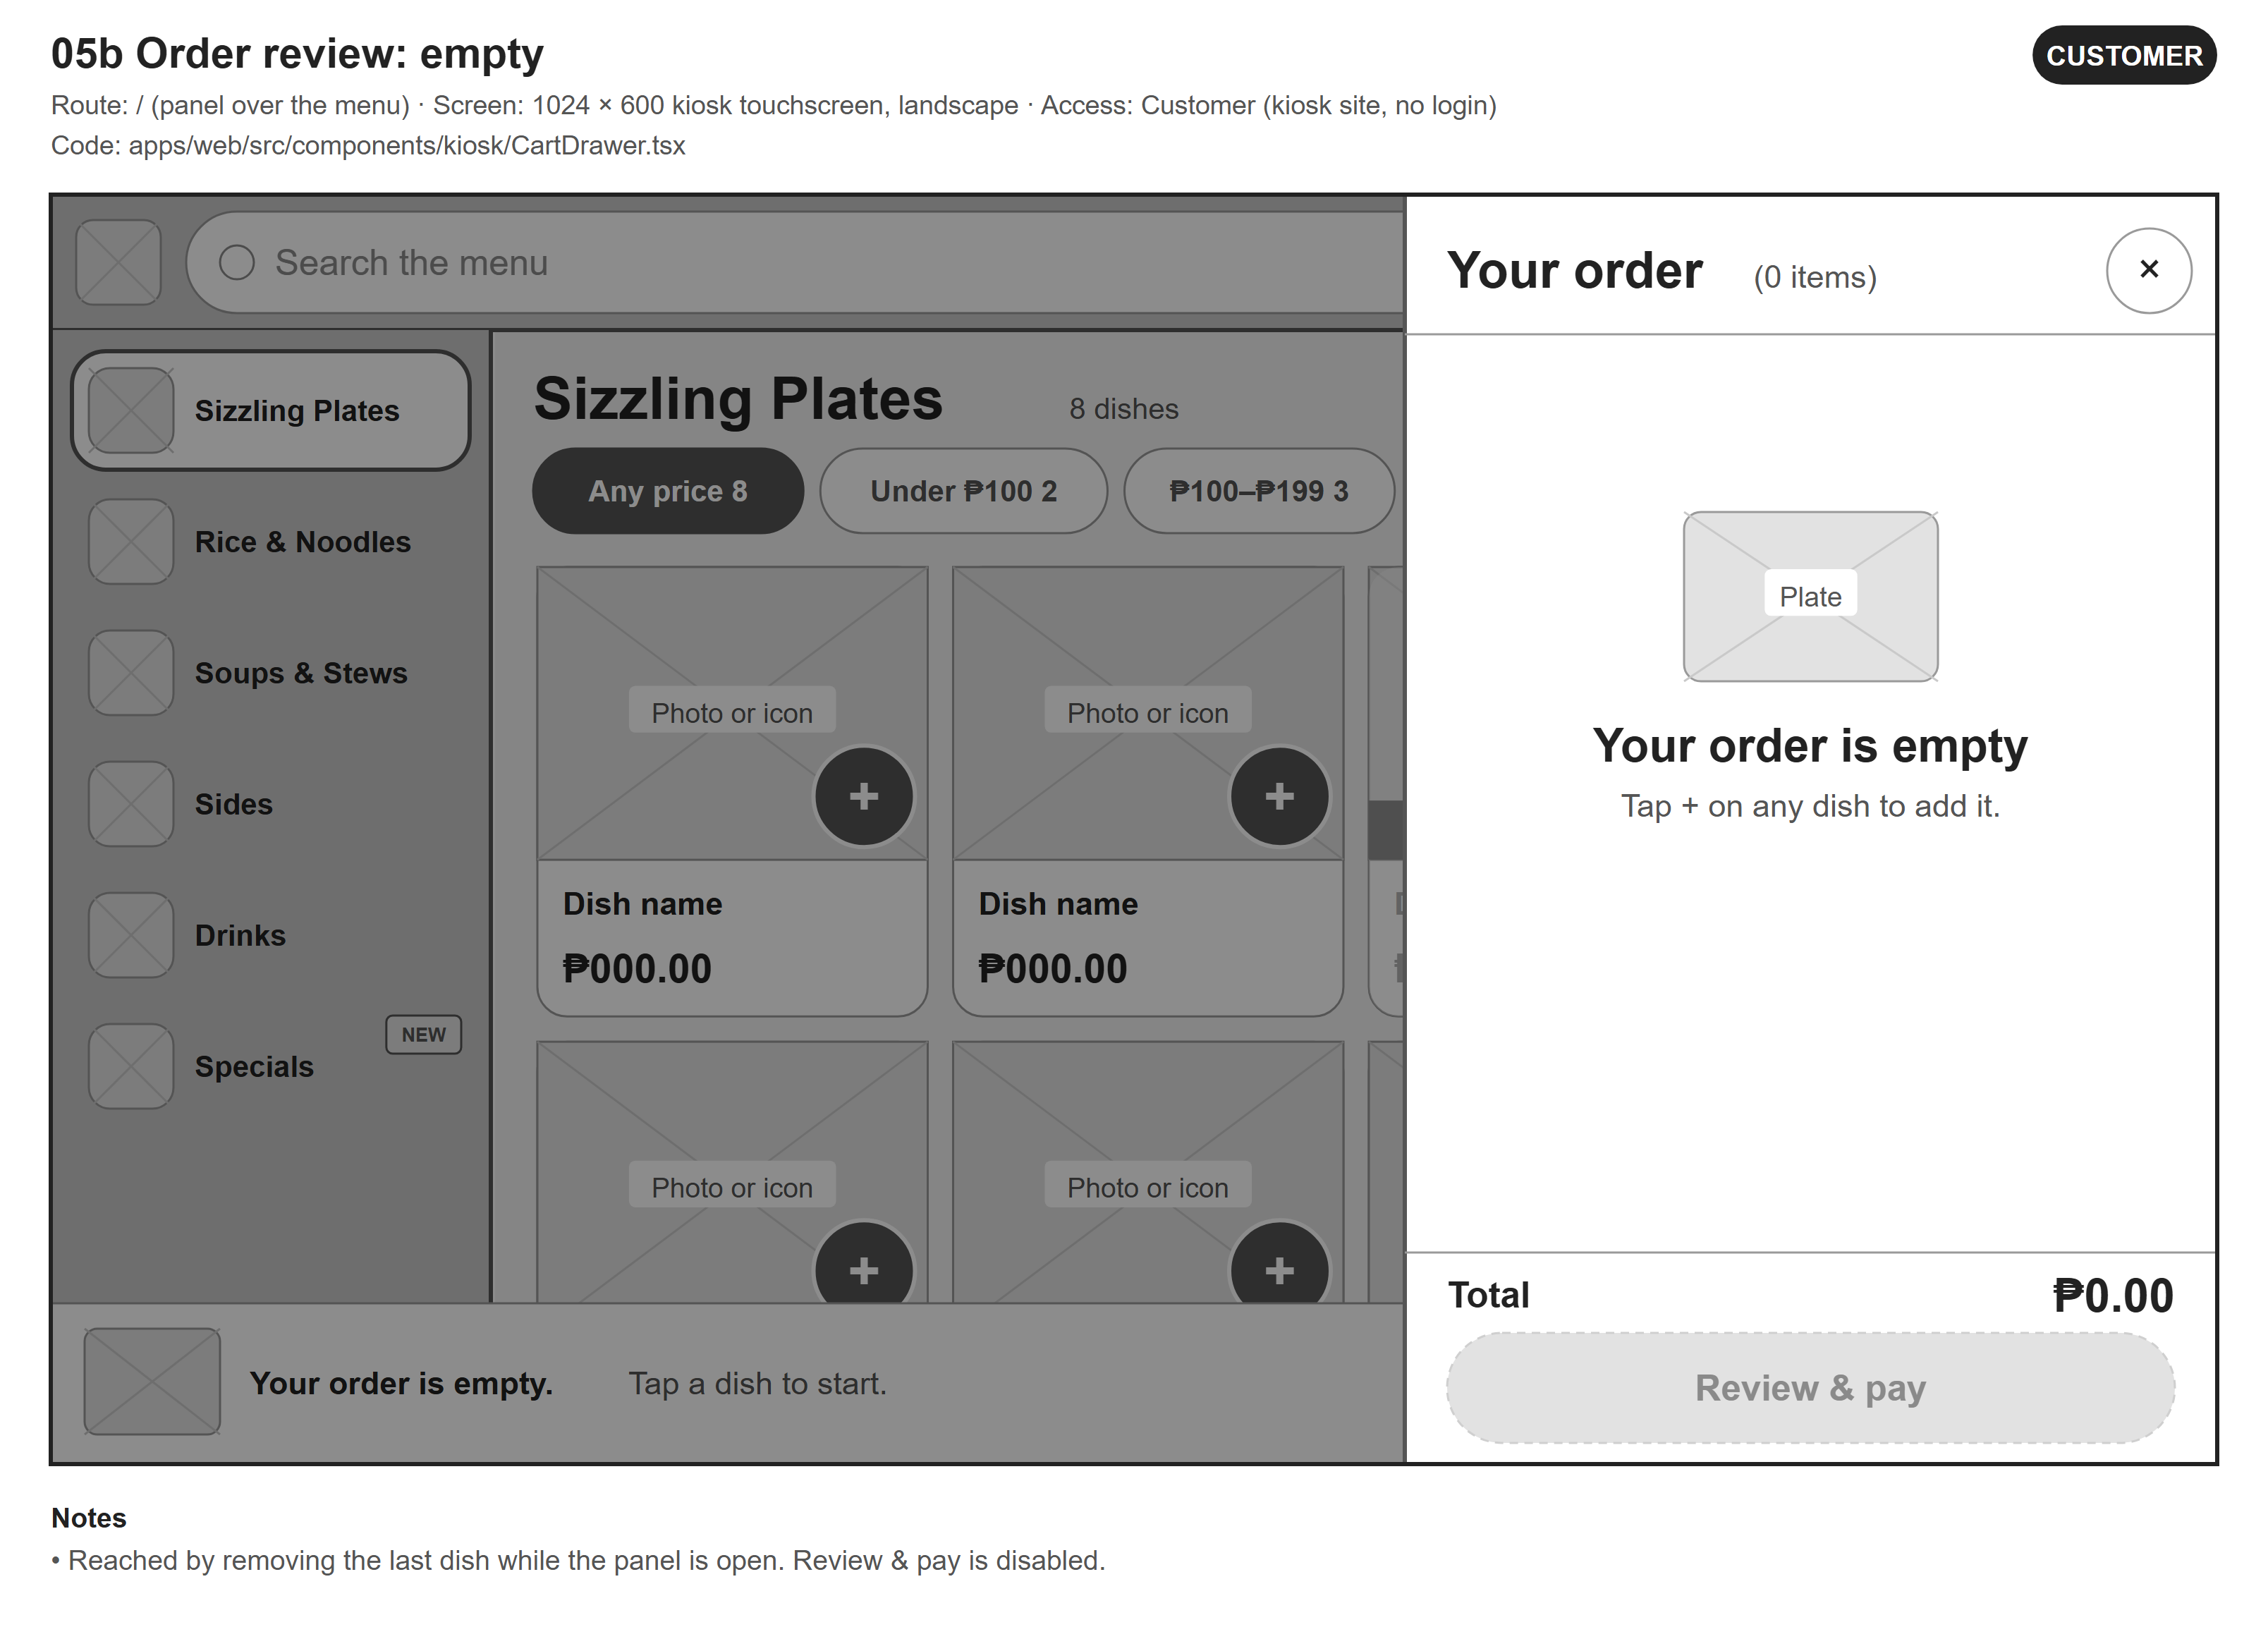 05b Order review: empty
CUSTOMER
Route: / (panel over the menu) · Screen: 1024 × 600 kiosk touchscreen, landscape · Access: Customer (kiosk site, no login)
Code: apps/web/src/components/kiosk/CartDrawer.tsx
Search the menu
Sizzling Plates
Rice & Noodles
Soups & Stews
Sides
Drinks
NEW
Specials
Sizzling Plates 8 dishes
Any price 8 Under ₱100 2 ₱100–₱199 3
Photo or icon Photo or icon
+ +
Dish name Dish name
₱000.00 ₱000.00
Photo or icon Photo or icon
+ +
Your order is empty. Tap a dish to start.
Your order (0 items) ×
Plate
Your order is empty
Tap + on any dish to add it.
Total ₱0.00
Review & pay
Notes
• Reached by removing the last dish while the panel is open. Review & pay is disabled.